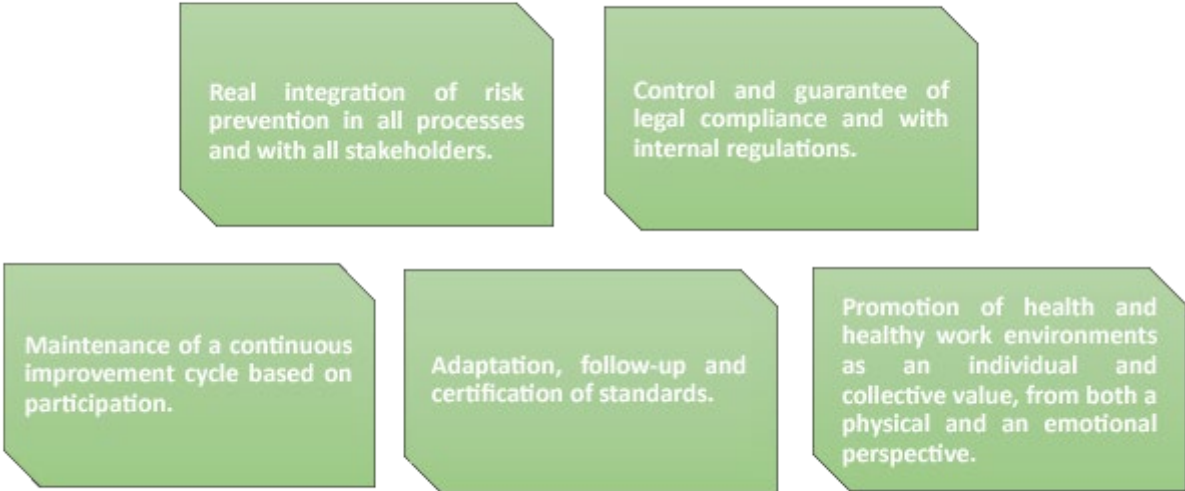 Real integration of risk
prevention in all processes
and with all stakeholders.
Control and guarantee of
legal compliance and with
internal regulations.
Maintenance of a continuous
improvement cycle based on
participation.
Adaptation, follow-up and
certification of standards.
Promotion of health and
healthy work environments
as an individual and
collective value, from both a
physical and an emotional
perspective.